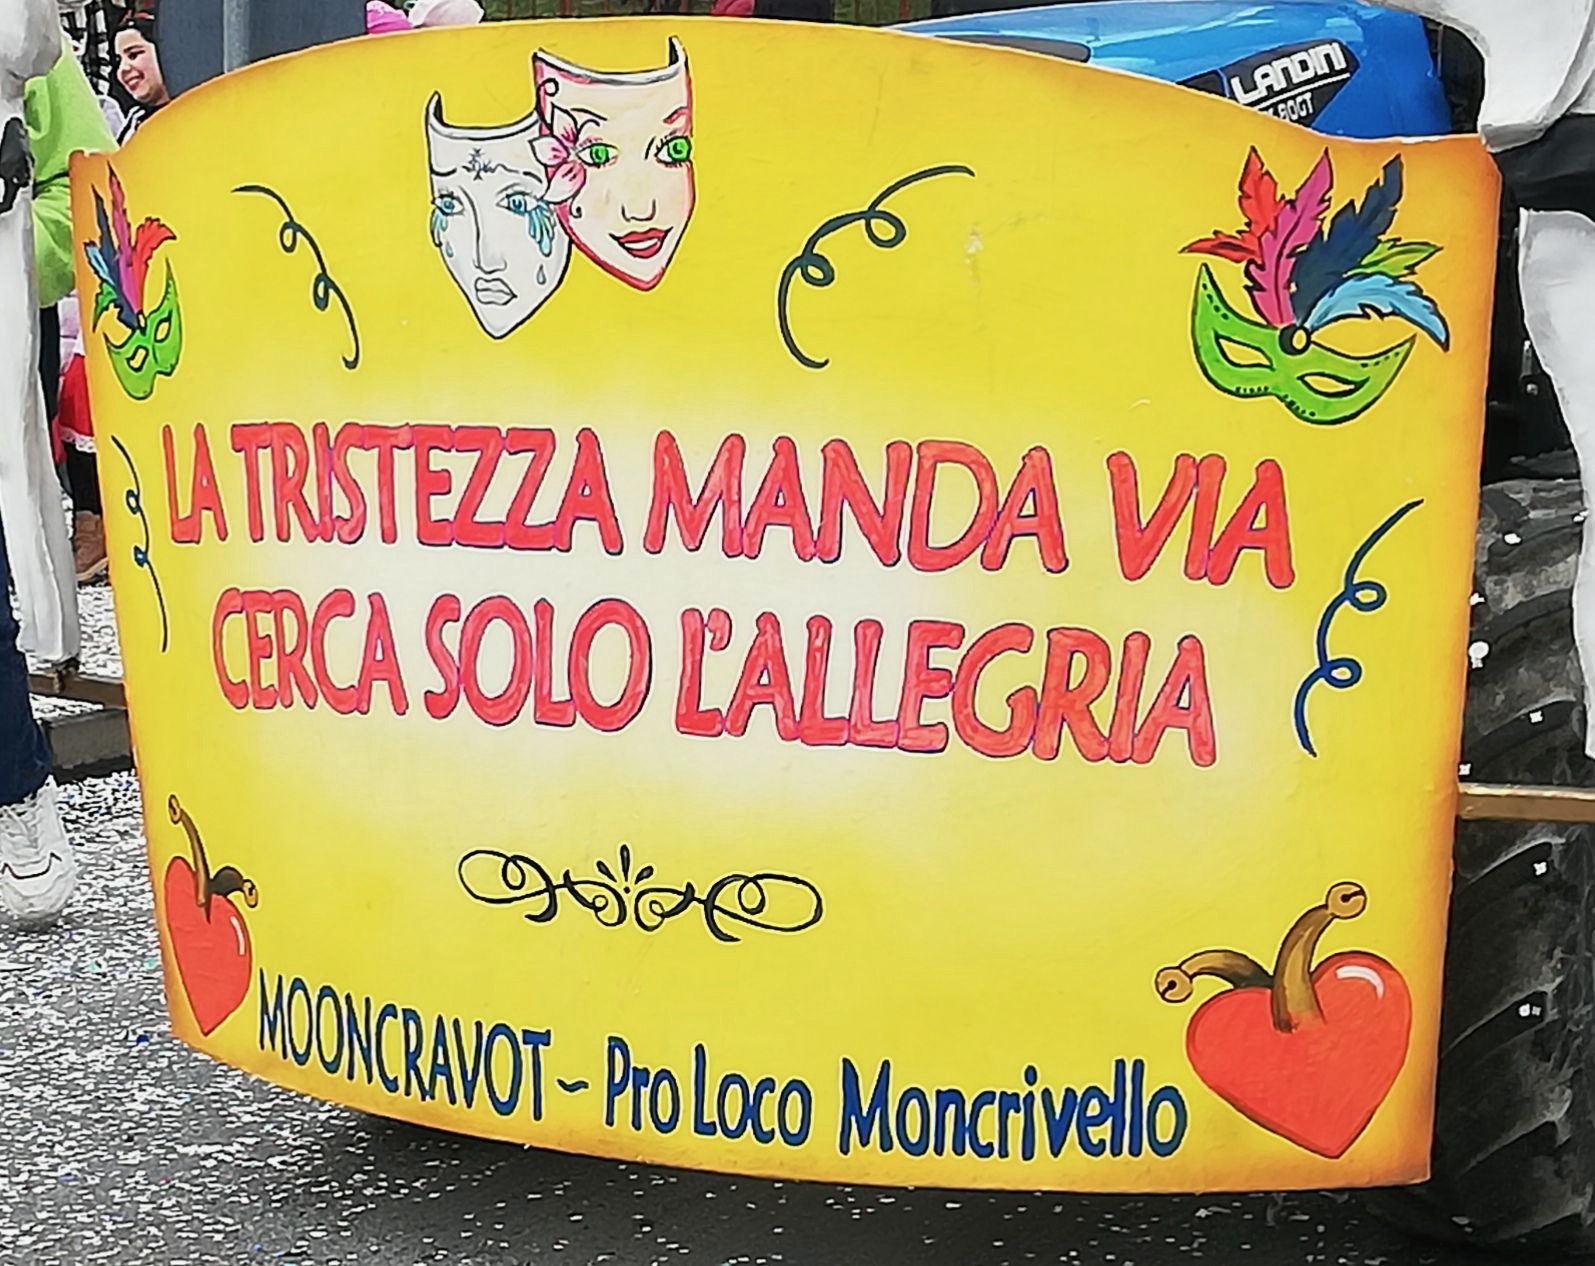 LANDINI
LA TRISTEZZA MANDA VIA
CERCA SOLO L'ALLEGRIA
MOONCRAVOT ~ Pro Loco Moncrivello